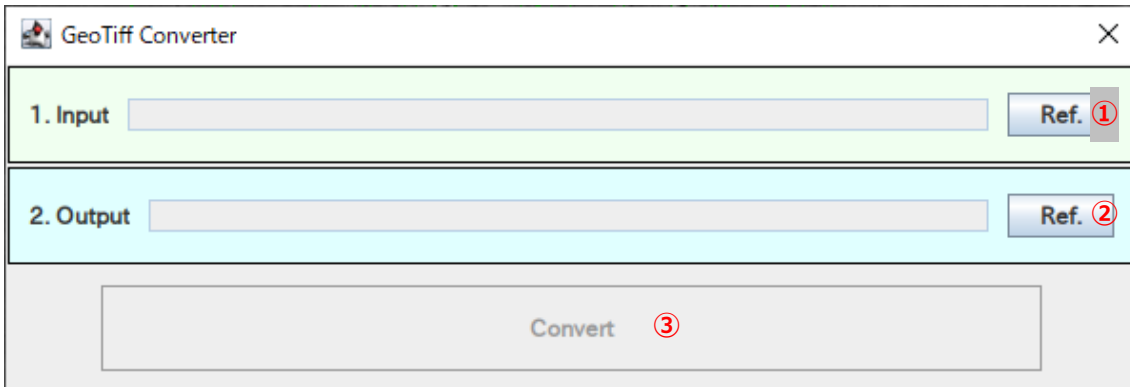 GeoTiff Converter
1. Input Ref. ①
2. Output Ref. ②
Convert ③